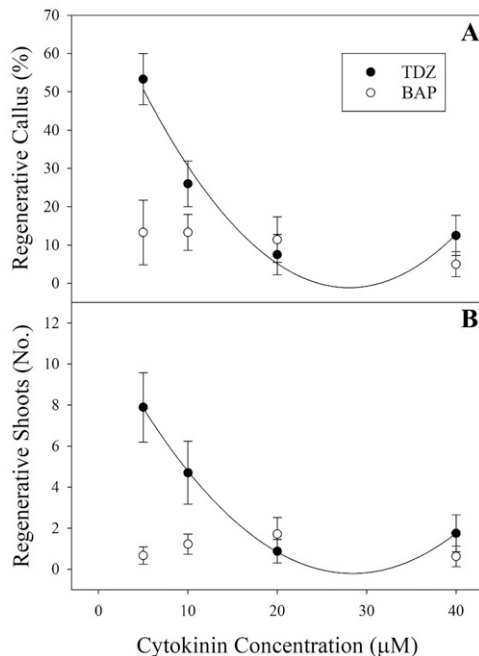 A
TDZ
BAP
Regenerative Callus (%)
70
60
50
40
30
20
10
0
B
Regenerative Shoots (No.)
12
10
8
6
4
2
0
0 10 20 30 40
Cytokinin Concentration (μM)